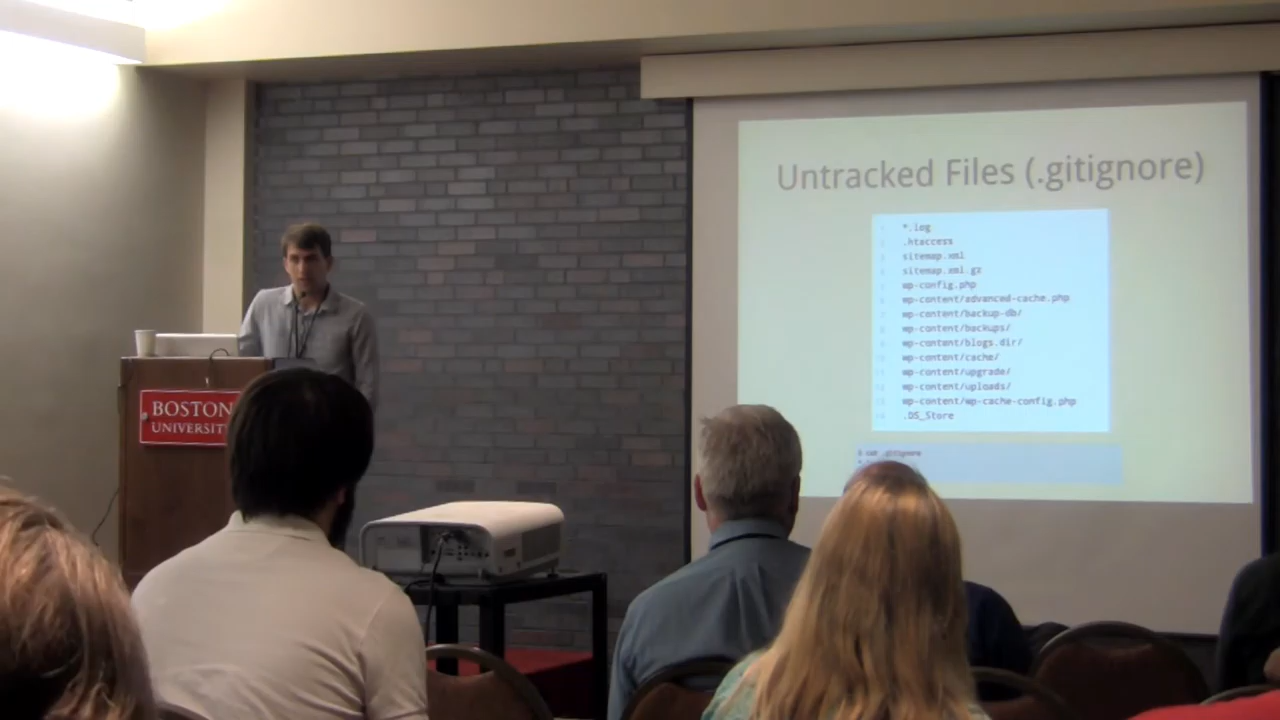 Untracked Files (.gitignore)
*.log
.htaccess
sitemap.xml
sitemap.xml.gz
wp-config.php
wp-content/advanced-cache.php
wp-content/backup-db/
wp-content/backups/
wp-content/blogs.dir/
wp-content/cache/
wp-content/upgrade/
wp-content/uploads/
wp-content/wp-cache-config.php
.DS_Store
.gitignore
BOSTON
UNIVERSITY